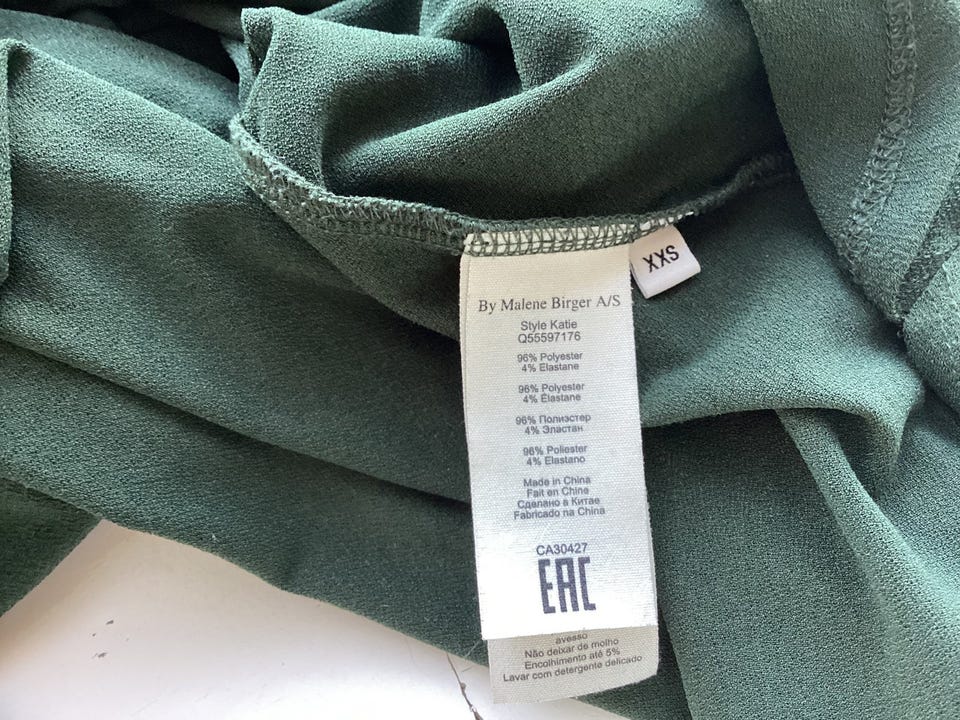 XXS
By Malene Birger A/S
Style Katie
Q55597176
96% Polyester
4% Elastane
96% Polyester
4% Élastane
96% Полиэстер
4% Эластан
96% Poliester
4% Elastano
Made in China
Fait en Chine
Сделано в Китае
Fabricado na China
CA30427
EAC
avesso
Não deixar de molho
Encolhimento até 5%
Lavar com detergente delicado